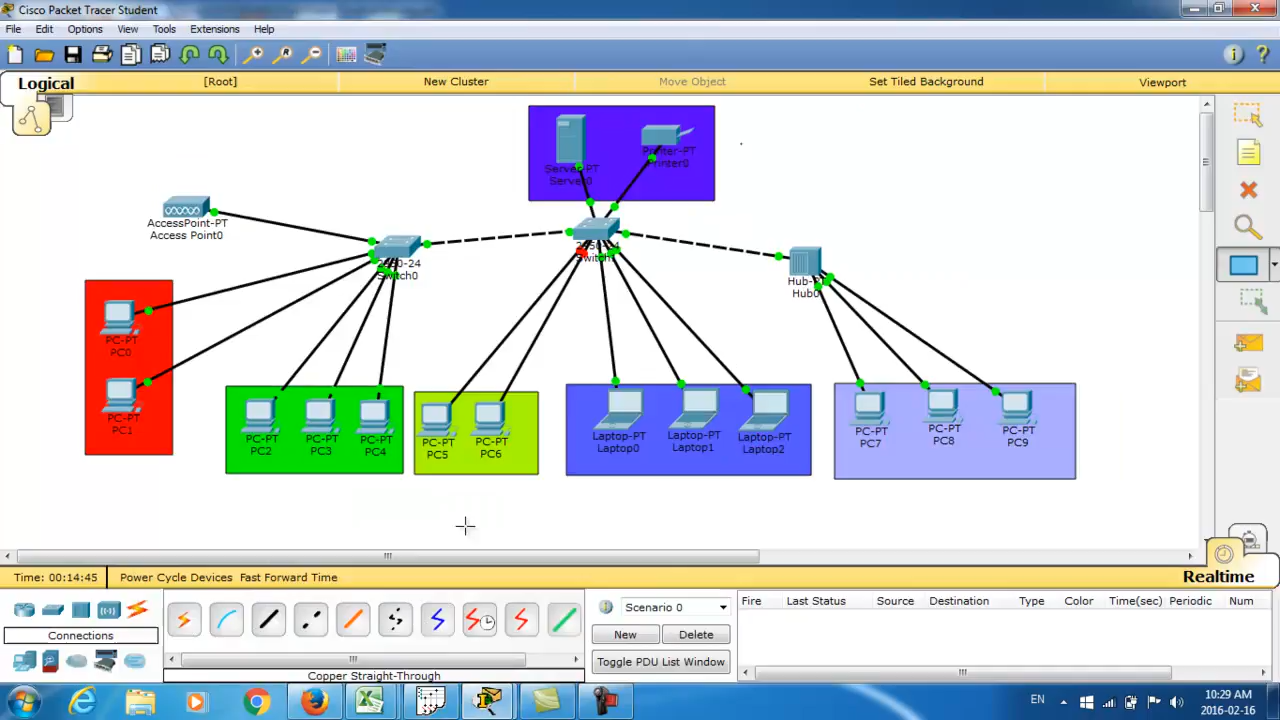 Cisco Packet Tracer Student
File Edit Options View Tools Extensions Help
Logical [Root] New Cluster Move Object Set Tiled Background Viewport
Server-PT
Server0
Printer-PT
Printer0
AccessPoint-PT
Access Point0
Switch0
Hub0
PC-PT
PC0
PC-PT
PC1
PC-PT
PC2
PC-PT
PC3
PC-PT
PC4
PC-PT
PC5
PC-PT
PC6
Laptop-PT
Laptop0
Laptop-PT
Laptop1
Laptop-PT
Laptop2
PC-PT
PC7
PC-PT
PC8
PC-PT
PC9
Time: 00:14:45 Power Cycle Devices Fast Forward Time Realtime
Connections
Copper Straight-Through
Scenario 0
New Delete
Toggle PDU List Window
Fire Last Status Source Destination Type Color Time(sec) Periodic Num
EN 10:29 AM
2016-02-16